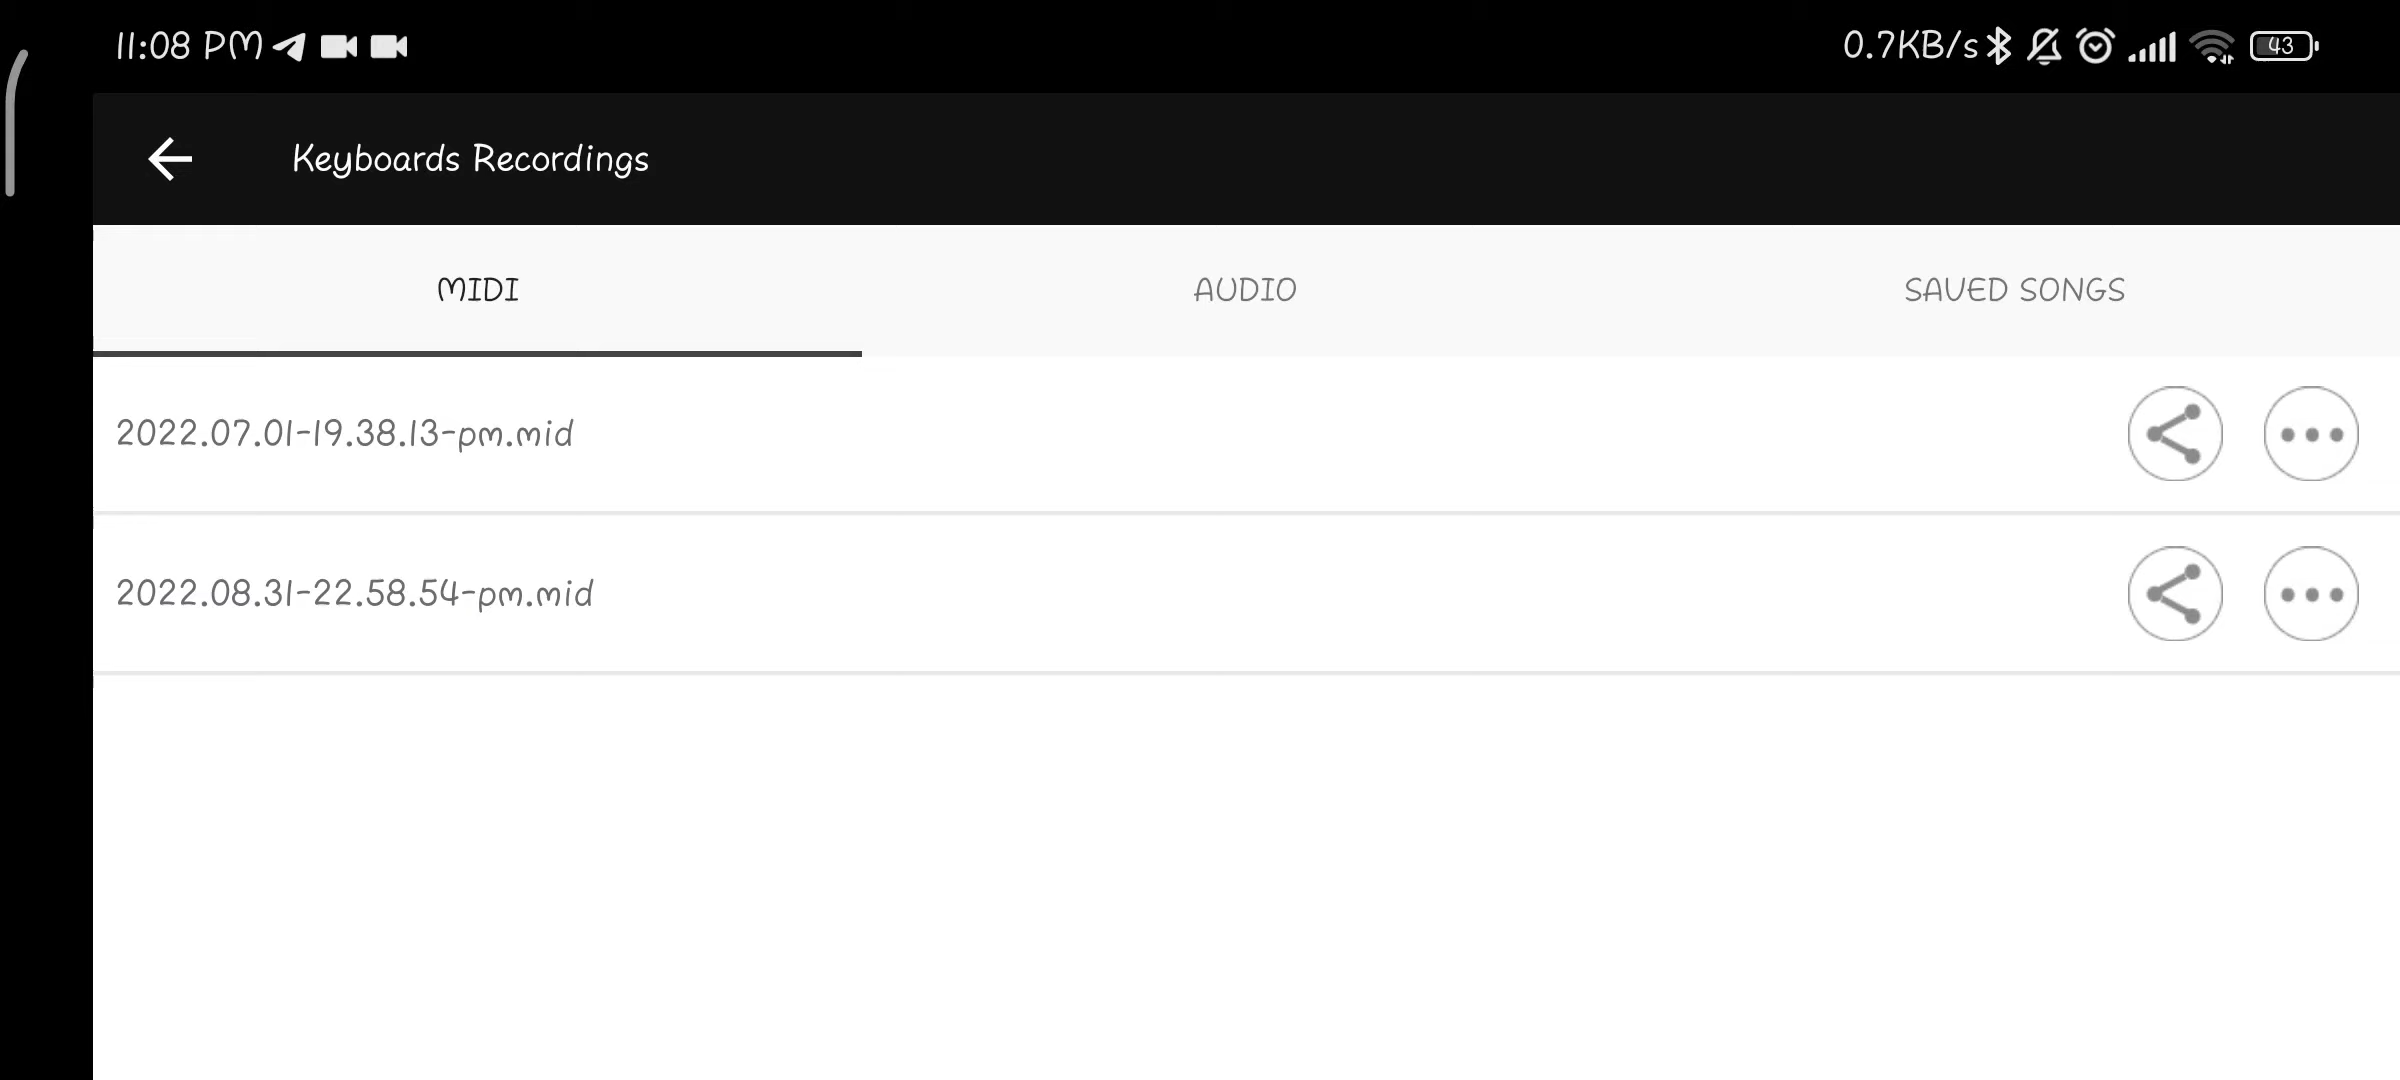 11:08 PM 0.7KB/s 43
Keyboards Recordings
MIDI AUDIO SAVED SONGS
2022.07.01-19.38.13-pm.mid
2022.08.31-22.58.54-pm.mid